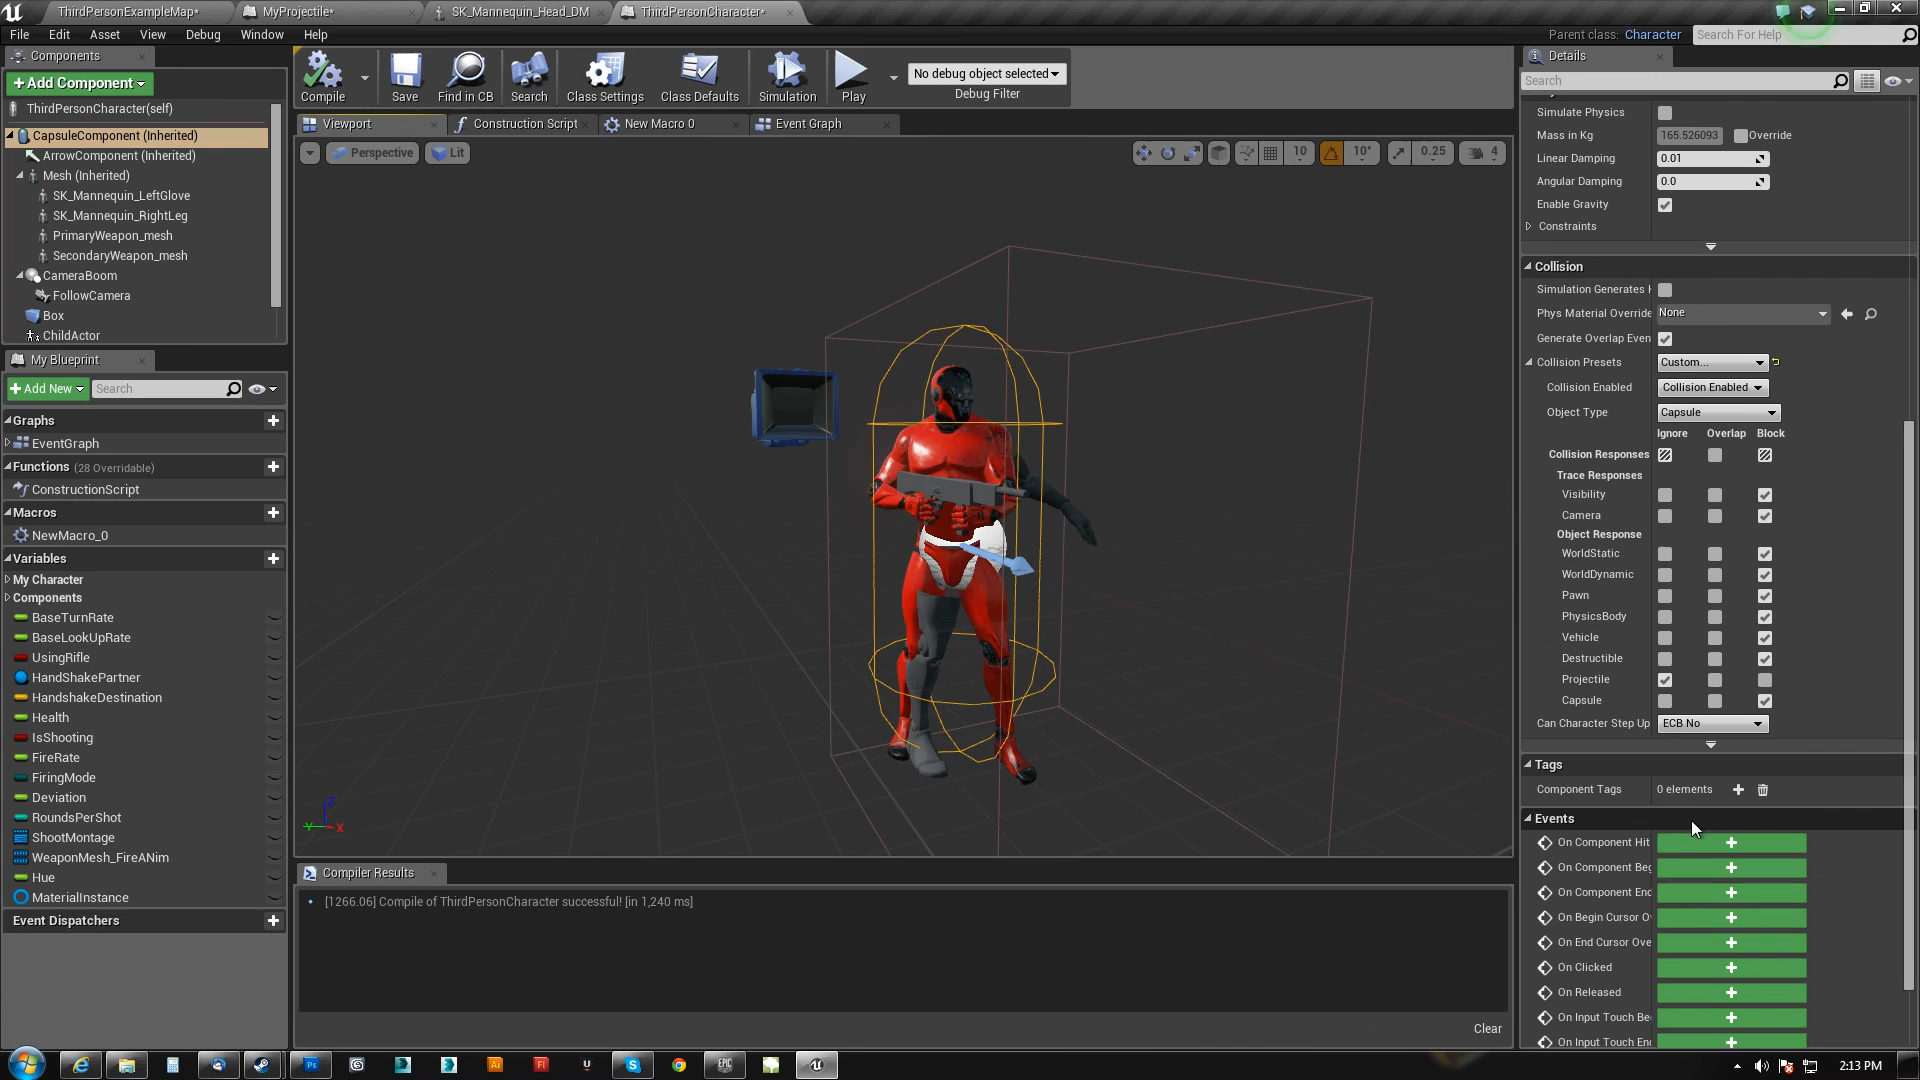 ThirdPersonExampleMap*
MyProjectile*
SK_Mannequin_Head_DM
ThirdPersonCharacter*
File Edit Asset View Debug Window Help
Parent class: Character
Search For Help
Components
+ Add Component
ThirdPersonCharacter(self)
CapsuleComponent (Inherited)
ArrowComponent (Inherited)
Mesh (Inherited)
SK_Mannequin_LeftGlove
SK_Mannequin_RightLeg
PrimaryWeapon_mesh
SecondaryWeapon_mesh
CameraBoom
FollowCamera
Box
ChildActor
My Blueprint
+ Add New
Search
Graphs
EventGraph
Functions (28 Overridable)
ConstructionScript
Macros
NewMacro_0
Variables
My Character
Components
BaseTurnRate
BaseLookUpRate
UsingRifle
HandShakePartner
HandshakeDestination
Health
IsShooting
FireRate
FiringMode
Deviation
RoundsPerShot
ShootMontage
WeaponMesh_FireANim
Hue
MaterialInstance
Event Dispatchers
Compile
Save
Find in CB
Search
Class Settings
Class Defaults
Simulation
Play
No debug object selected
Debug Filter
Viewport
Construction Script
New Macro 0
Event Graph
Perspective
Lit
10
10°
0.25
4
Z
Y
X
Compiler Results
• [1266.06] Compile of ThirdPersonCharacter successful! [in 1,240 ms]
Clear
Details
Search
Simulate Physics
Mass in Kg 165.526093 Override
Linear Damping 0.01
Angular Damping 0.0
Enable Gravity
Constraints
Collision
Simulation Generates
Phys Material Override None
Generate Overlap Even
Collision Presets Custom...
Collision Enabled Collision Enabled
Object Type Capsule
Ignore Overlap Block
Collision Responses
Trace Responses
Visibility
Camera
Object Response
WorldStatic
WorldDynamic
Pawn
PhysicsBody
Vehicle
Destructible
Projectile
Capsule
Can Character Step Up ECB No
Tags
Component Tags 0 elements
Events
On Component Hit
On Component Beg
On Component End
On Begin Cursor O
On End Cursor Ove
On Clicked
On Released
On Input Touch Be
On Input Touch End
Ps
Ai
Fl
EPIC
2:13 PM